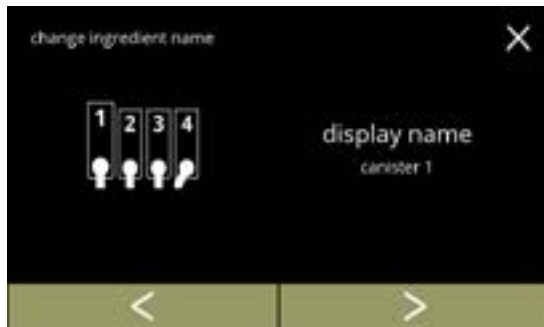 change ingredient name
1 2 3 4
display name
canister 1